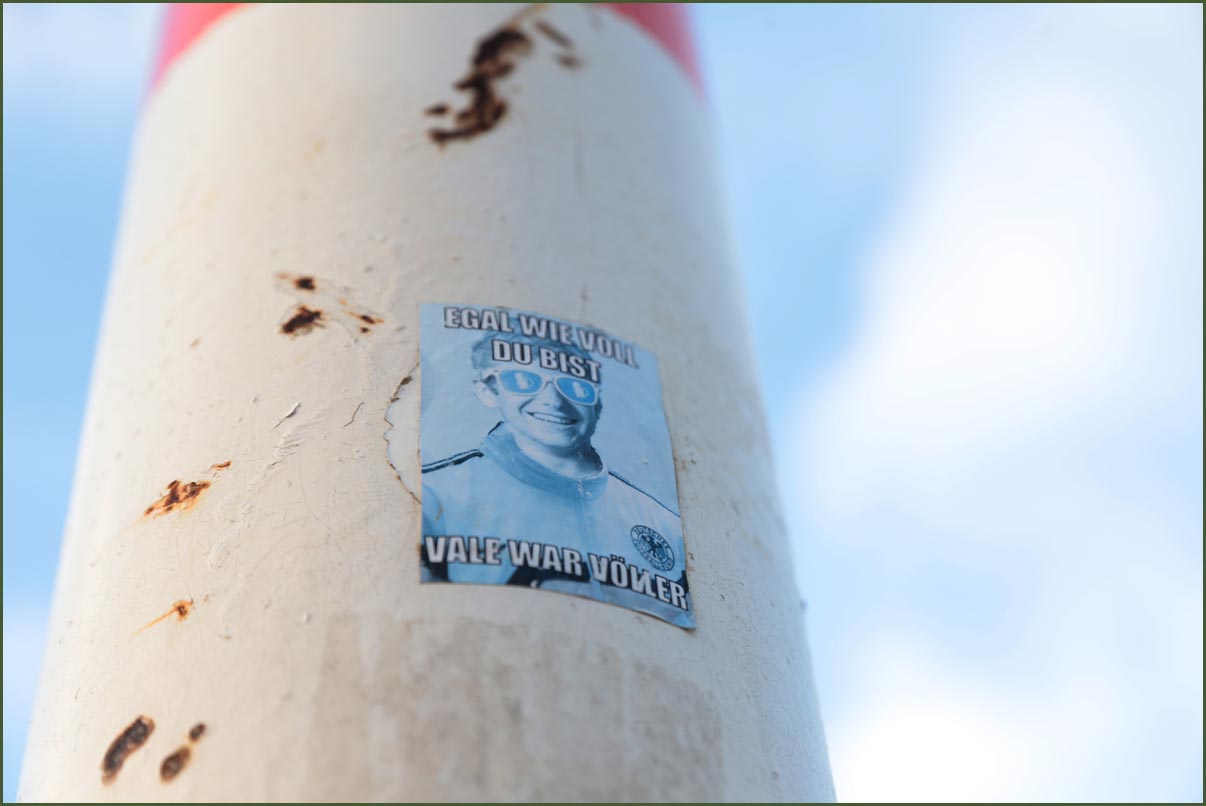 EGAL WIE VOLL
DU BIST
VALE WAR VÖLLER